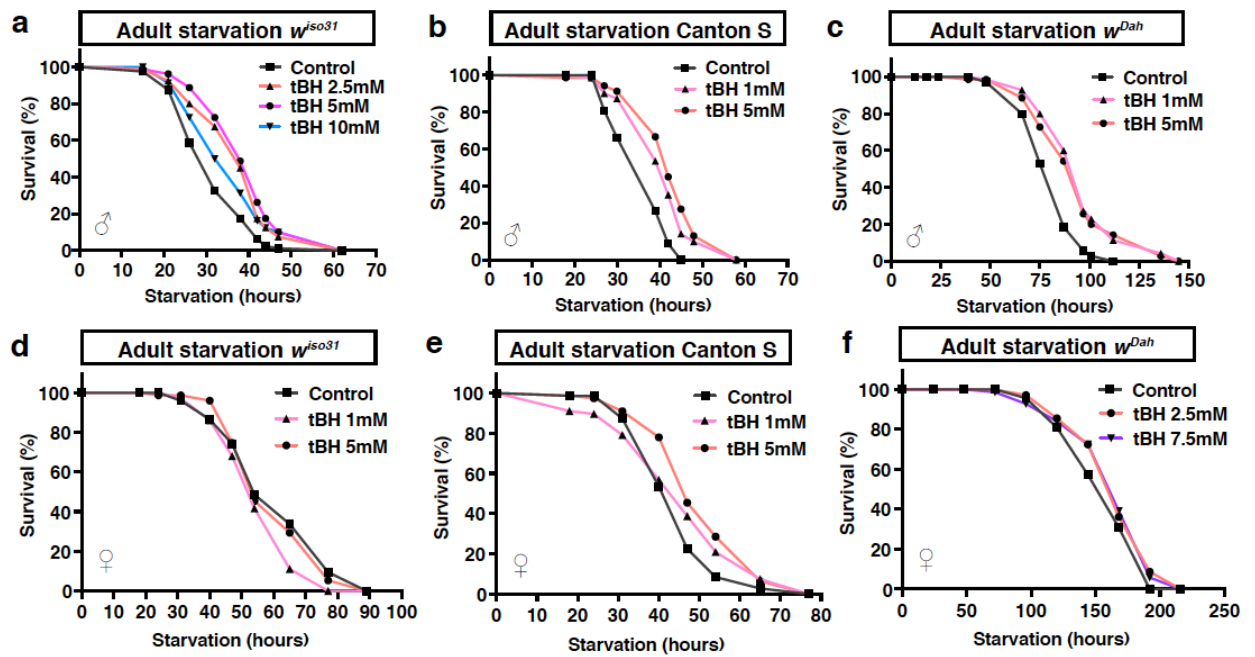 a
Adult starvation w^iso31
Control
tBH 2.5mM
tBH 5mM
tBH 10mM
Survival (%)
100
80
60
40
20
0
♂
0 10 20 30 40 50 60 70
Starvation (hours)
b
Adult starvation Canton S
Control
tBH 1mM
tBH 5mM
Survival (%)
100
80
60
40
20
0
♂
0 10 20 30 40 50 60 70
Starvation (hours)
c
Adult starvation w^Dah
Control
tBH 1mM
tBH 5mM
Survival (%)
100
80
60
40
20
0
♂
0 25 50 75 100 125 150
Starvation (hours)
d
Adult starvation w^iso31
Control
tBH 1mM
tBH 5mM
Survival (%)
100
80
60
40
20
0
♀
0 10 20 30 40 50 60 70 80 90 100
Starvation (hours)
e
Adult starvation Canton S
Control
tBH 1mM
tBH 5mM
Survival (%)
100
80
60
40
20
0
♀
0 10 20 30 40 50 60 70 80
Starvation (hours)
f
Adult starvation w^Dah
Control
tBH 2.5mM
tBH 7.5mM
Survival (%)
100
80
60
40
20
0
♀
0 50 100 150 200 250
Starvation (hours)